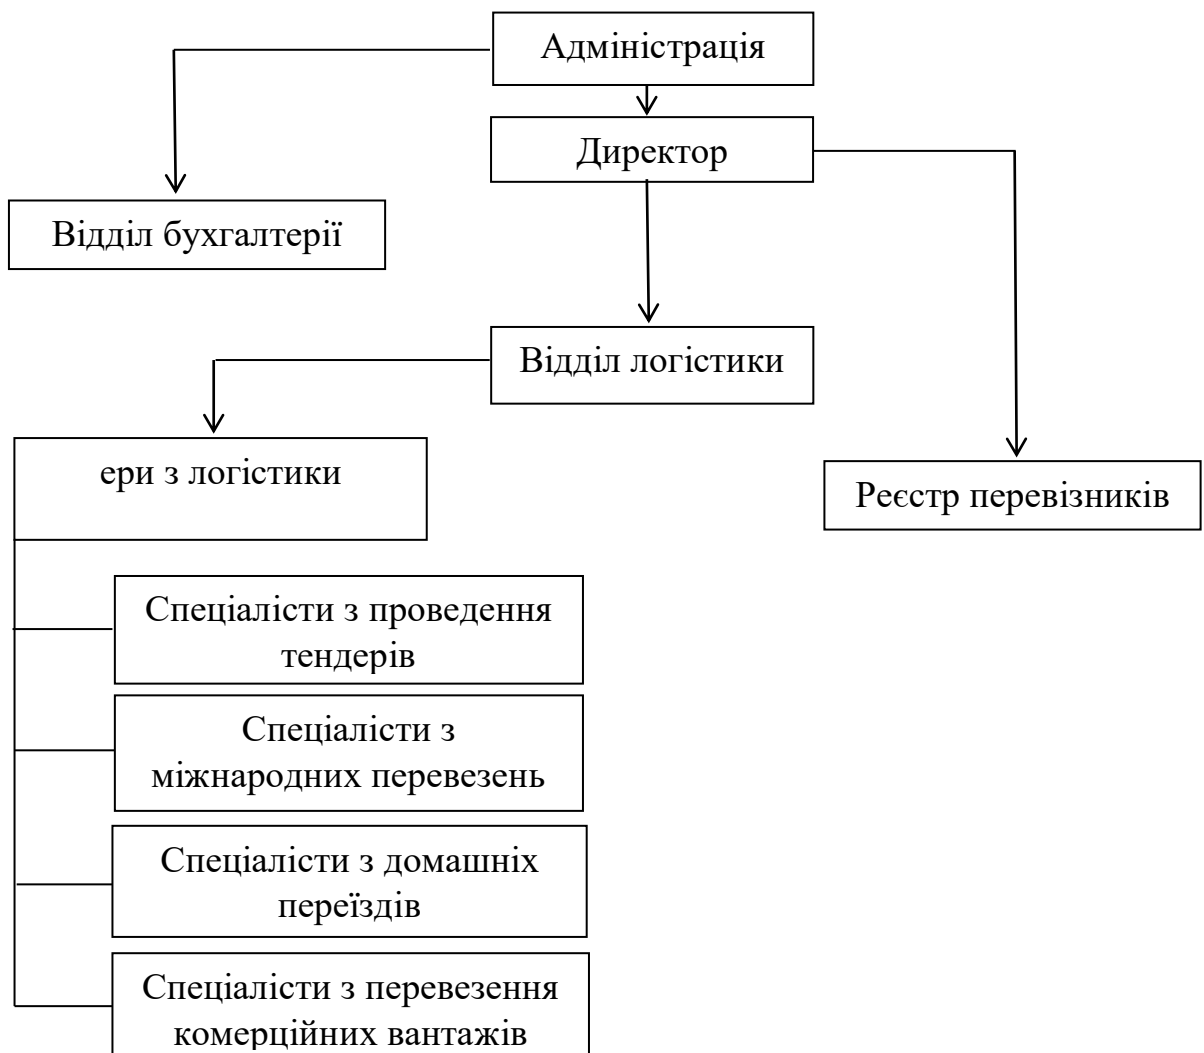 Адміністрація
Директор
Відділ бухгалтерії
Відділ логістики
ери з логістики
Реєстр перевізників
Спеціалісти з проведення
тендерів
Спеціалісти з
міжнародних перевезень
Спеціалісти з домашніх
переїздів
Спеціалісти з перевезення
комерційних вантажів